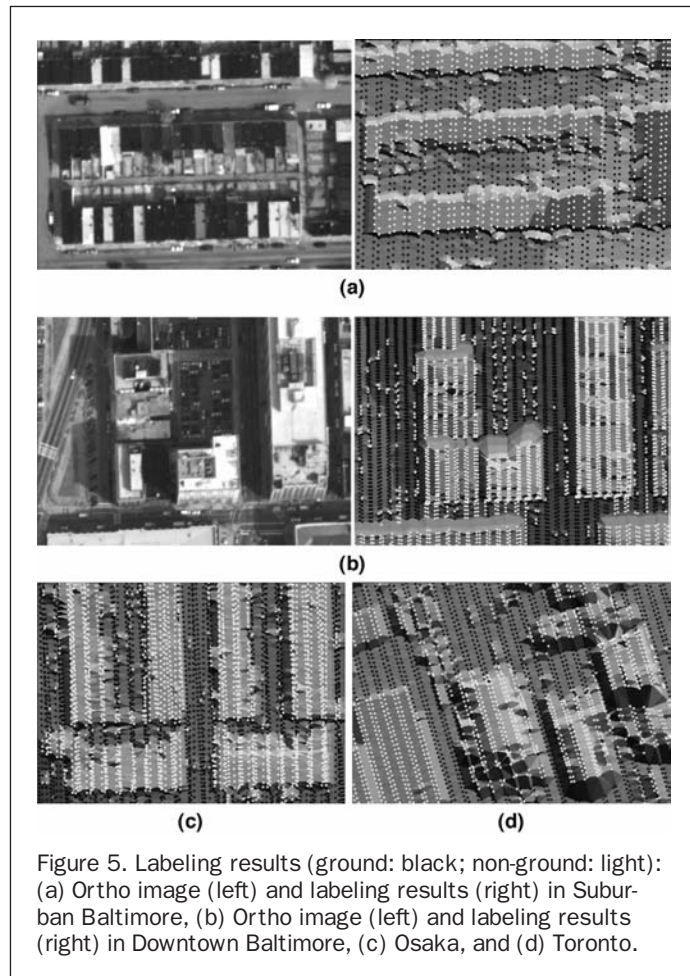 (a)
(b)
(c)
(d)
Figure 5. Labeling results (ground: black; non-ground: light):
(a) Ortho image (left) and labeling results (right) in Subur-
ban Baltimore, (b) Ortho image (left) and labeling results
(right) in Downtown Baltimore, (c) Osaka, and (d) Toronto.